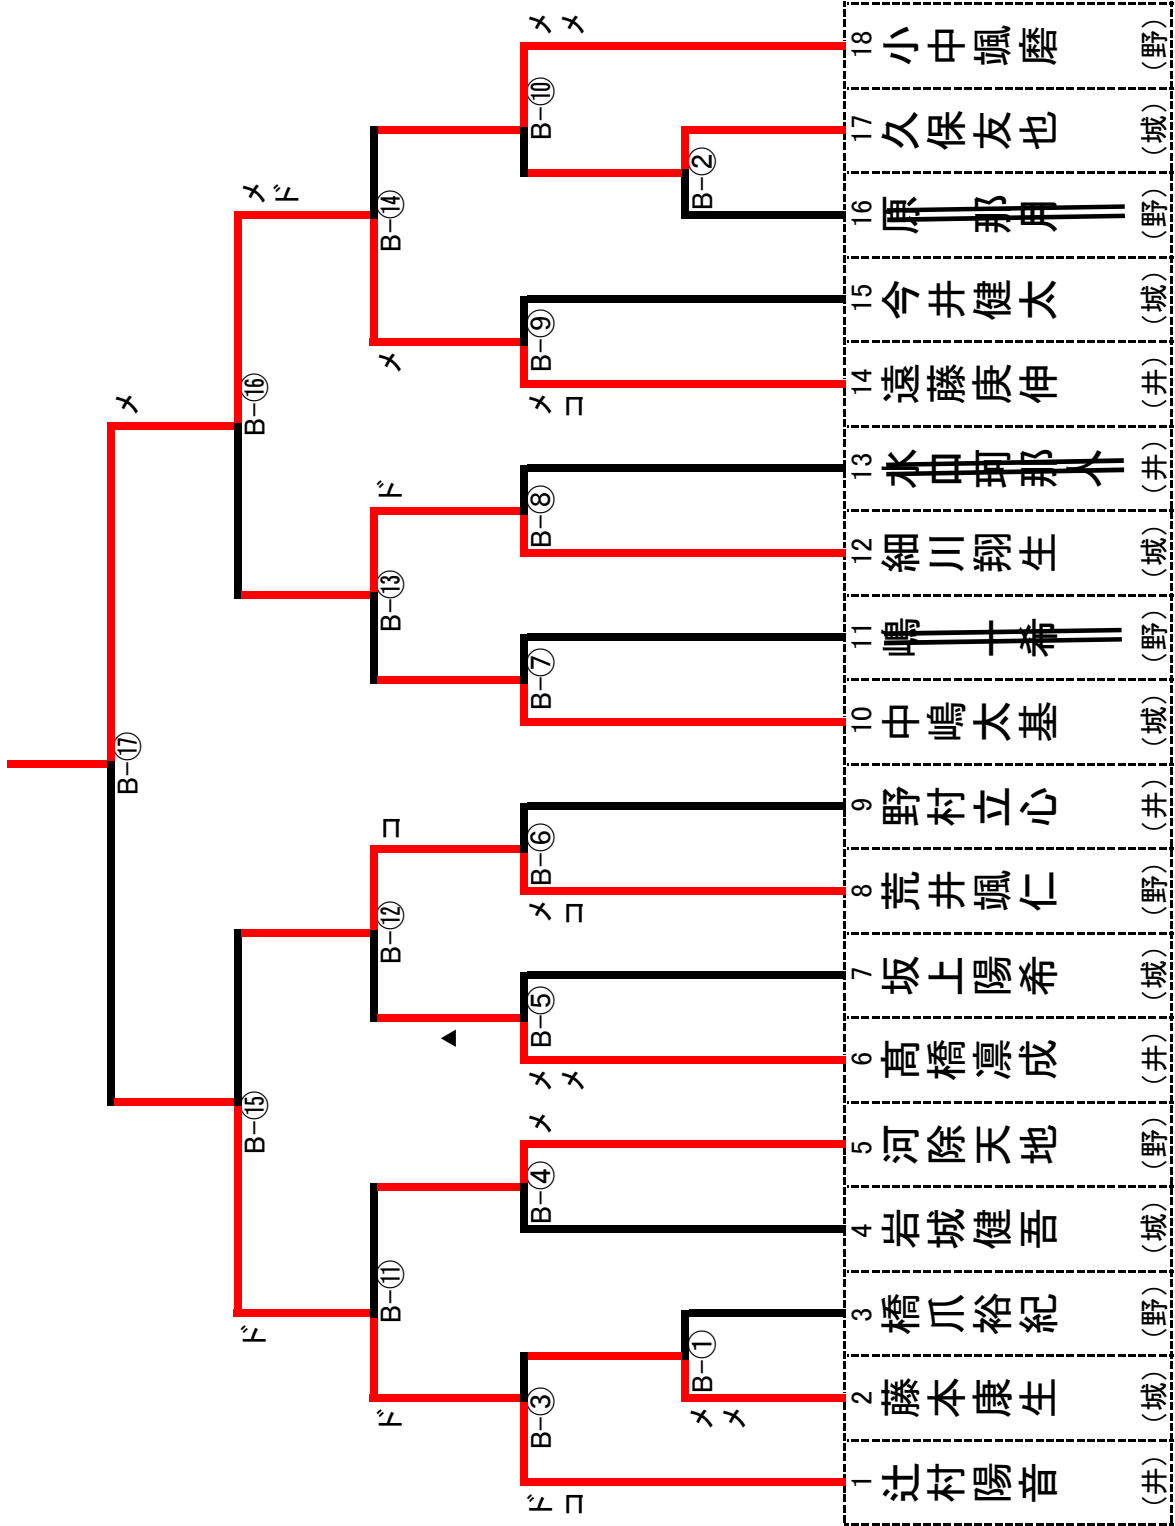 1 辻村陽音 (井)
2 藤本康生 (城)
3 橋爪裕紀 (野)
4 岩城健吾 (城)
5 河除天地 (野)
6 髙橋凛成 (井)
7 坂上陽希 (城)
8 荒井颯仁 (野)
9 野村立心 (井)
10 中嶋太基 (城)
11 嶋 十希 (野)
12 細川翔生 (城)
13 水口珂那人 (井)
14 遠藤庚伸 (井)
15 今井健太 (城)
16 原 那月 (野)
17 久保友也 (城)
18 小中颯磨 (野)
メメ
B-①
B-②
ドコ
B-③
B-④
メ
メメ
B-⑤
メコ
B-⑥
B-⑦
B-⑧
メコ
B-⑨
B-⑩
メメ
ド
B-⑪
▲
B-⑫
コ
B-⑬
ド
メ
B-⑭
ド
B-⑮
B-⑯
メド
B-⑰
メ